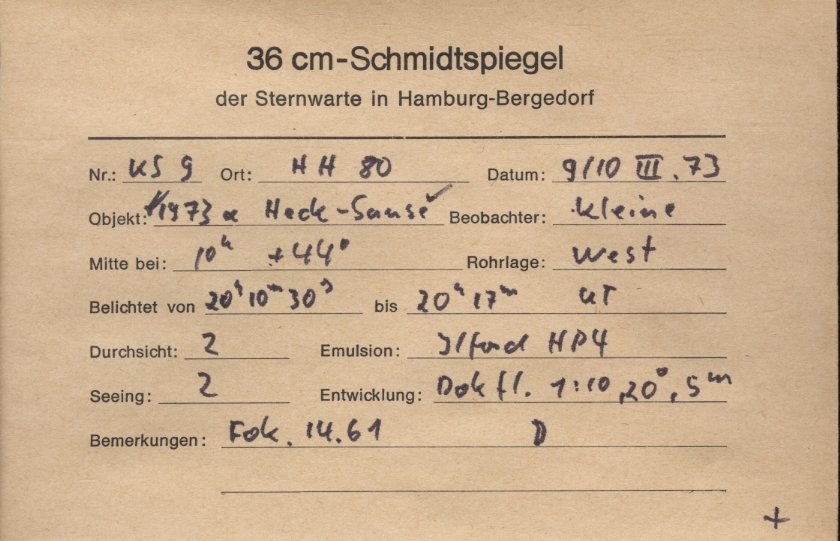 36 cm-Schmidtspiegel
der Sternwarte in Hamburg-Bergedorf
Nr.: KS 9 Ort: HH 80 Datum: 9/10 III. 73
Objekt: 1973 α Heck-Sause Beobachter: Kleine
Mitte bei: 10h +44° Rohrlage: West
Belichtet von 20h 10m 30s bis 20h 17m UT
Durchsicht: 2 Emulsion: Ilford HP4
Seeing: 2 Entwicklung: Dokfl. 1:10, 20°, 5m
Bemerkungen: Fok. 14.61
+